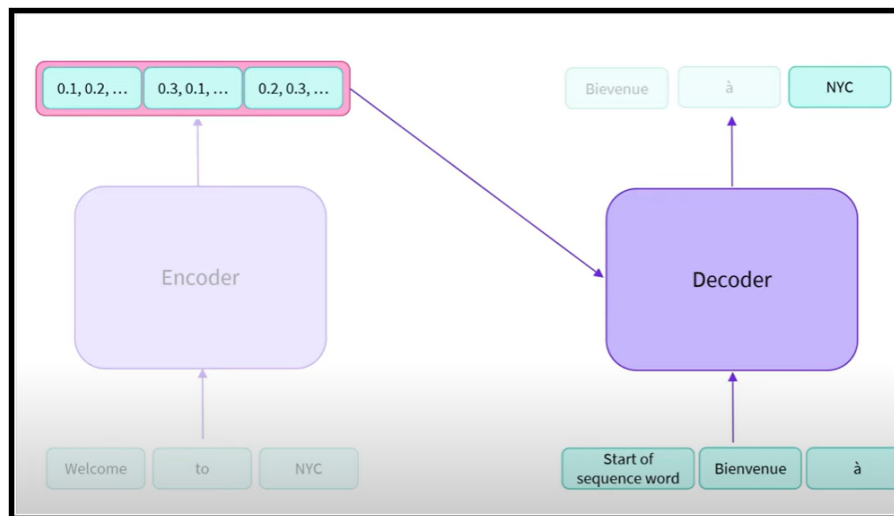 0.1, 0.2, ... 0.3, 0.1, ... 0.2, 0.3, ...
Bievenue à NYC
Encoder
Decoder
Welcome to NYC
Start of
sequence word
Bienvenue à